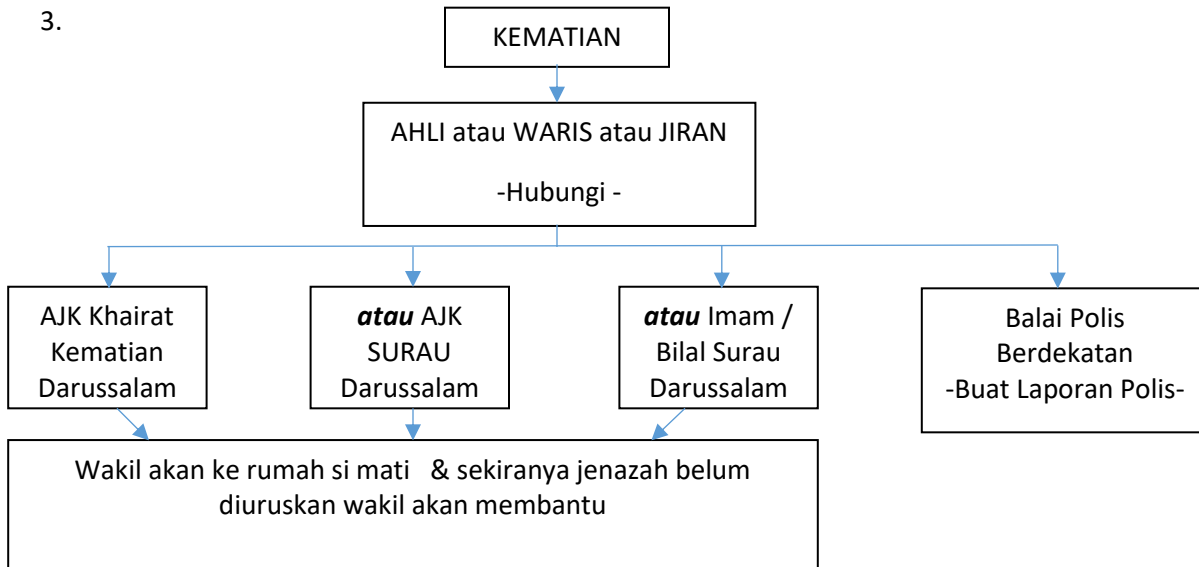 3.
KEMATIAN
AHLI atau WARIS atau JIRAN
-Hubungi -
AJK Khairat
Kematian
Darussalam
atau AJK
SURAU
Darussalam
atau Imam /
Bilal Surau
Darussalam
Balai Polis
Berdekatan
-Buat Laporan Polis-
Wakil akan ke rumah si mati & sekiranya jenazah belum
diuruskan wakil akan membantu